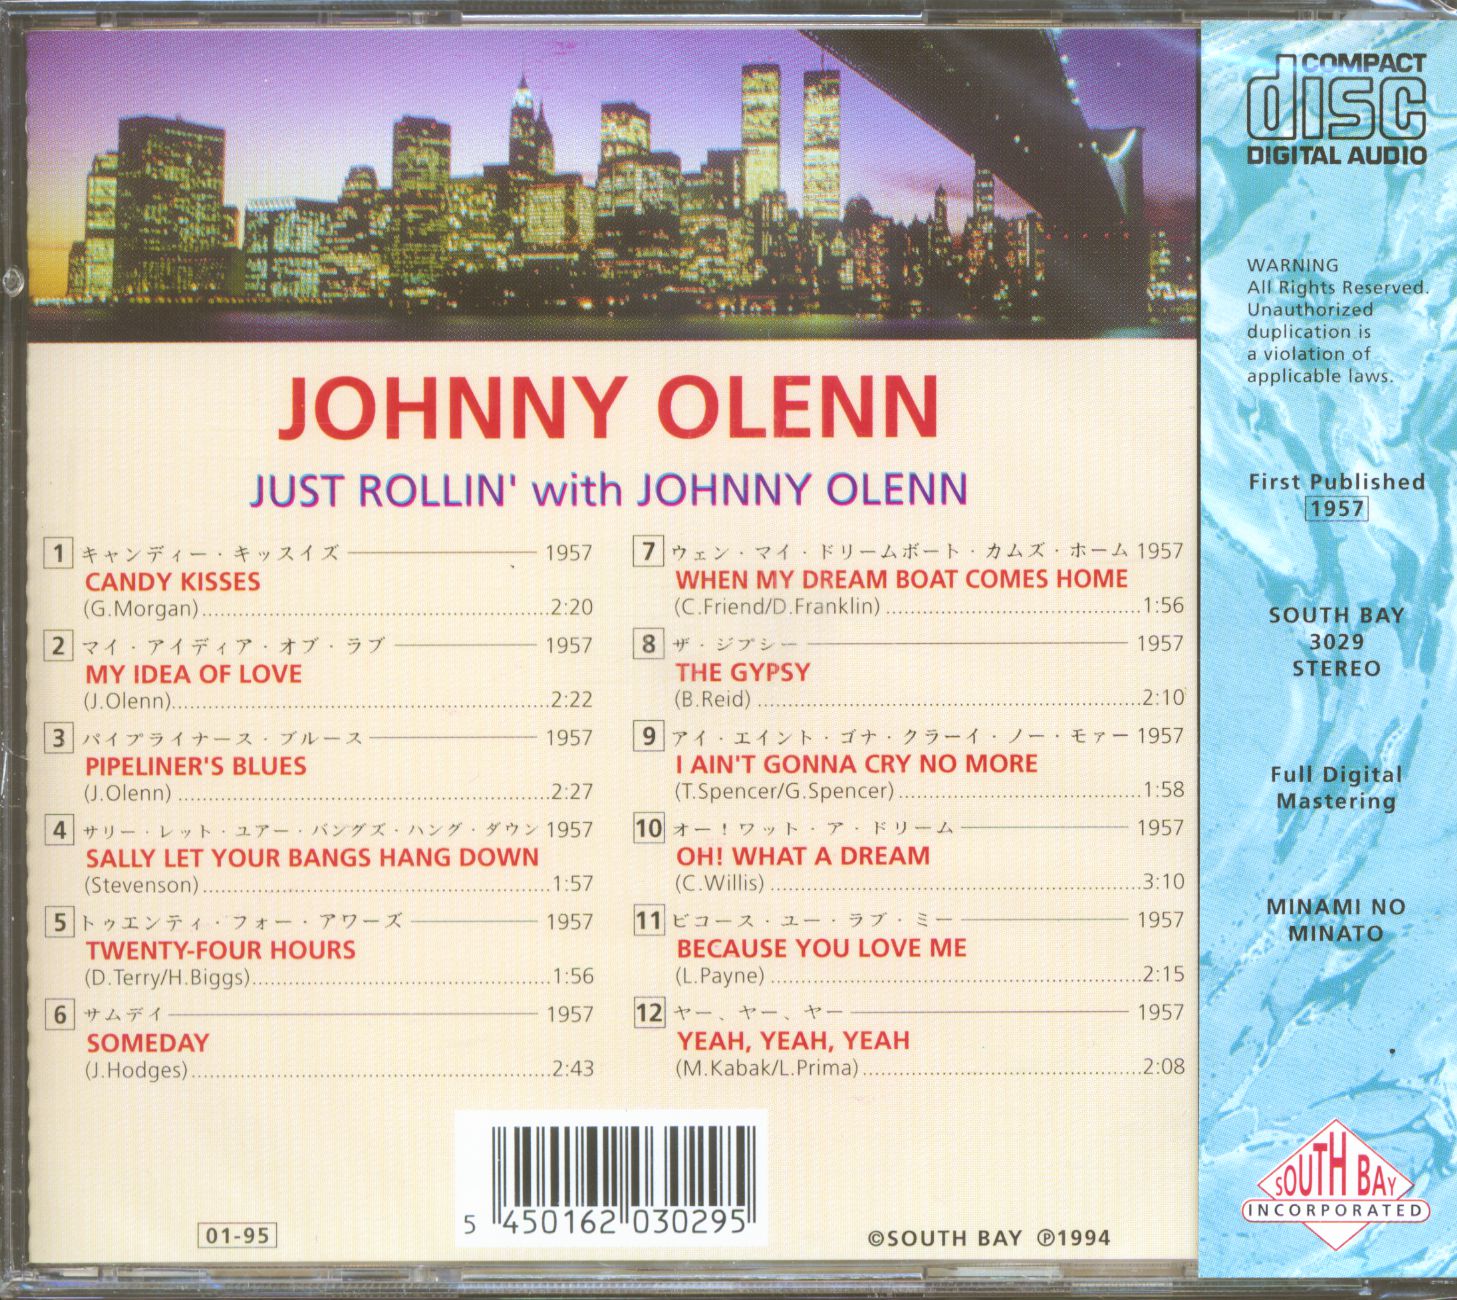 JOHNNY OLENN
JUST ROLLIN' with JOHNNY OLENN
1 キャンディー・キッスイズ 1957
CANDY KISSES
(G.Morgan) 2:20
2 マイ・アイディア・オブ・ラブ 1957
MY IDEA OF LOVE
(J.Olenn) 2:22
3 パイプライナース・ブルース 1957
PIPELINER'S BLUES
(J.Olenn) 2:27
4 サリー・レット・ユアー・バングズ・ハング・ダウン 1957
SALLY LET YOUR BANGS HANG DOWN
(Stevenson) 1:57
5 トゥエンティ・フォー・アワーズ 1957
TWENTY-FOUR HOURS
(D.Terry/H.Biggs) 1:56
6 サムデイ 1957
SOMEDAY
(J.Hodges) 2:43
7 ウェン・マイ・ドリームボート・カムズ・ホーム 1957
WHEN MY DREAM BOAT COMES HOME
(C.Friend/D.Franklin) 1:56
8 ザ・ジプシー 1957
THE GYPSY
(B.Reid) 2:10
9 アイ・エイント・ゴナ・クラーイ・ノー・モァー 1957
I AIN'T GONNA CRY NO MORE
(T.Spencer/G.Spencer) 1:58
10 オー！ワット・ア・ドリーム 1957
OH! WHAT A DREAM
(C.Willis) 3:10
11 ビコース・ユー・ラブ・ミー 1957
BECAUSE YOU LOVE ME
(L.Payne) 2:15
12 ヤー、ヤー、ヤー 1957
YEAH, YEAH, YEAH
(M.Kabak/L.Prima) 2:08
01-95
5 450162 030295
©SOUTH BAY ℗1994
COMPACT
disc
DIGITAL AUDIO
WARNING
All Rights Reserved.
Unauthorized
duplication is
a violation of
applicable laws.
First Published
1957
SOUTH BAY
3029
STEREO
Full Digital
Mastering
MINAMI NO
MINATO
SOUTH BAY
INCORPORATED